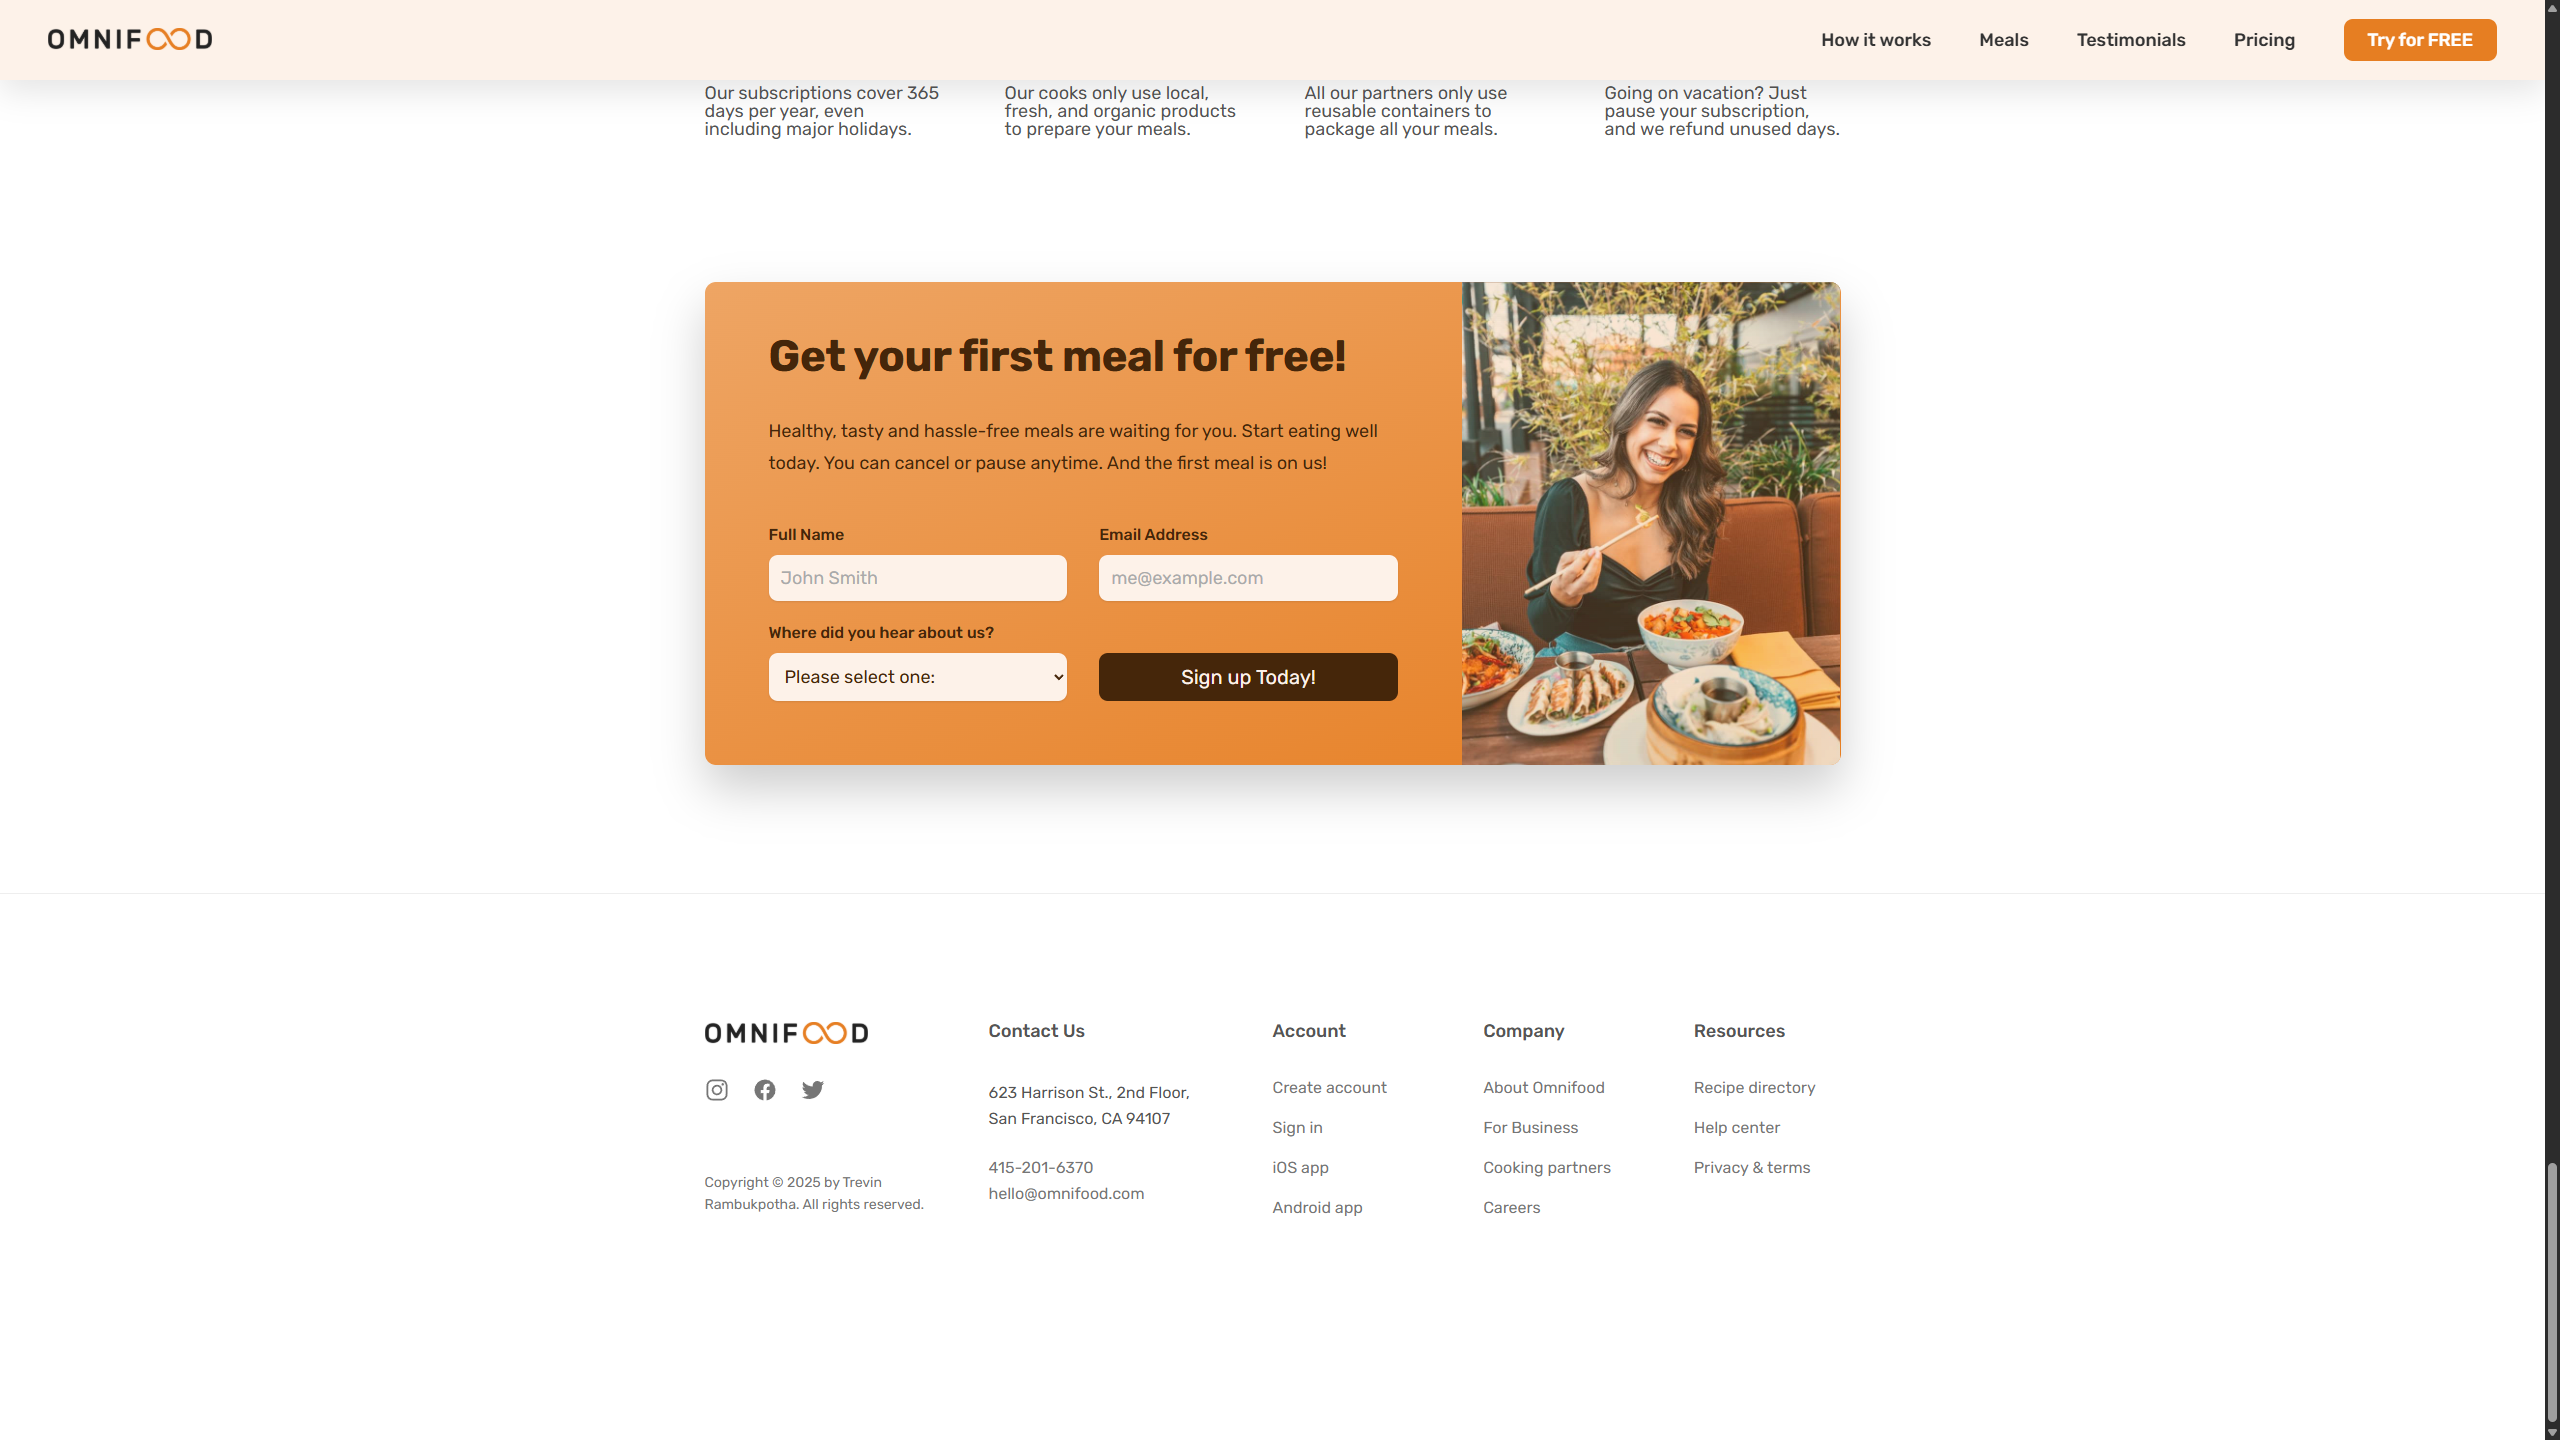 OMNIFOOD
How it works
Meals
Testimonials
Pricing
Try for FREE
Our subscriptions cover 365
days per year, even
including major holidays.
Our cooks only use local,
fresh, and organic products
to prepare your meals.
All our partners only use
reusable containers to
package all your meals.
Going on vacation? Just
pause your subscription,
and we refund unused days.
Get your first meal for free!
Healthy, tasty and hassle-free meals are waiting for you. Start eating well
today. You can cancel or pause anytime. And the first meal is on us!
Full Name
John Smith
Email Address
me@example.com
Where did you hear about us?
Please select one:
Sign up Today!
OMNIFOOD
Copyright © 2025 by Trevin
Rambukpotha. All rights reserved.
Contact Us
623 Harrison St., 2nd Floor,
San Francisco, CA 94107
415-201-6370
hello@omnifood.com
Account
Create account
Sign in
iOS app
Android app
Company
About Omnifood
For Business
Cooking partners
Careers
Resources
Recipe directory
Help center
Privacy & terms